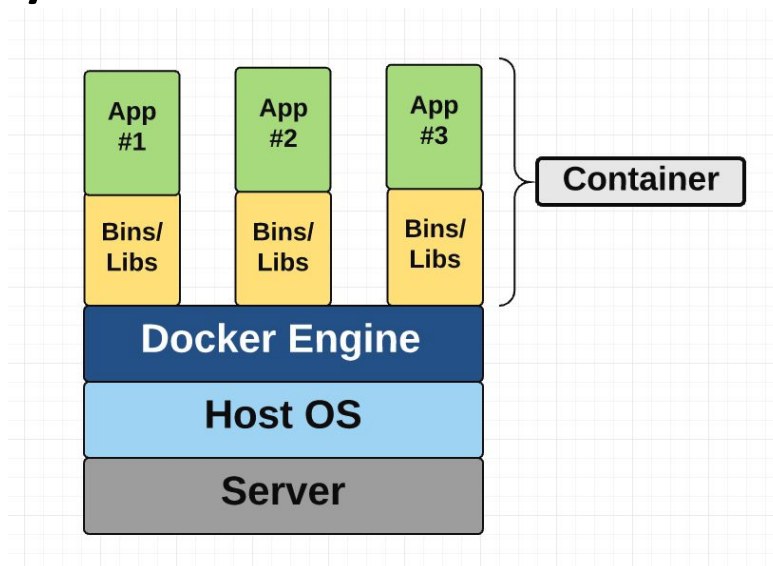 App
#1
App
#2
App
#3
Container
Bins/
Libs
Bins/
Libs
Bins/
Libs
Docker Engine
Host OS
Server